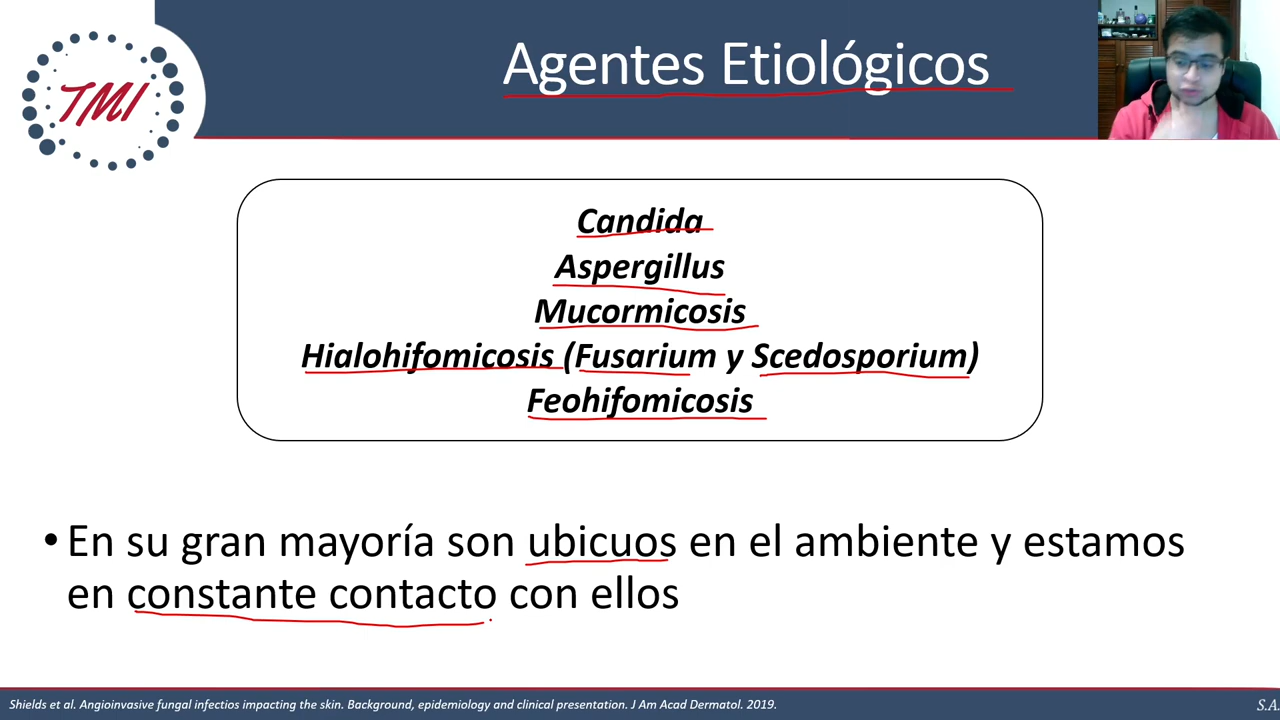 Agentes Etiológicos
TMI
Candida
Aspergillus
Mucormicosis
Hialohifomicosis (Fusarium y Scedosporium)
Feohifomicosis
• En su gran mayoría son ubicuos en el ambiente y estamos
en constante contacto con ellos
Shields et al. Angioinvasive fungal infectios impacting the skin. Background, epidemiology and clinical presentation. J Am Acad Dermatol. 2019.
S.A.